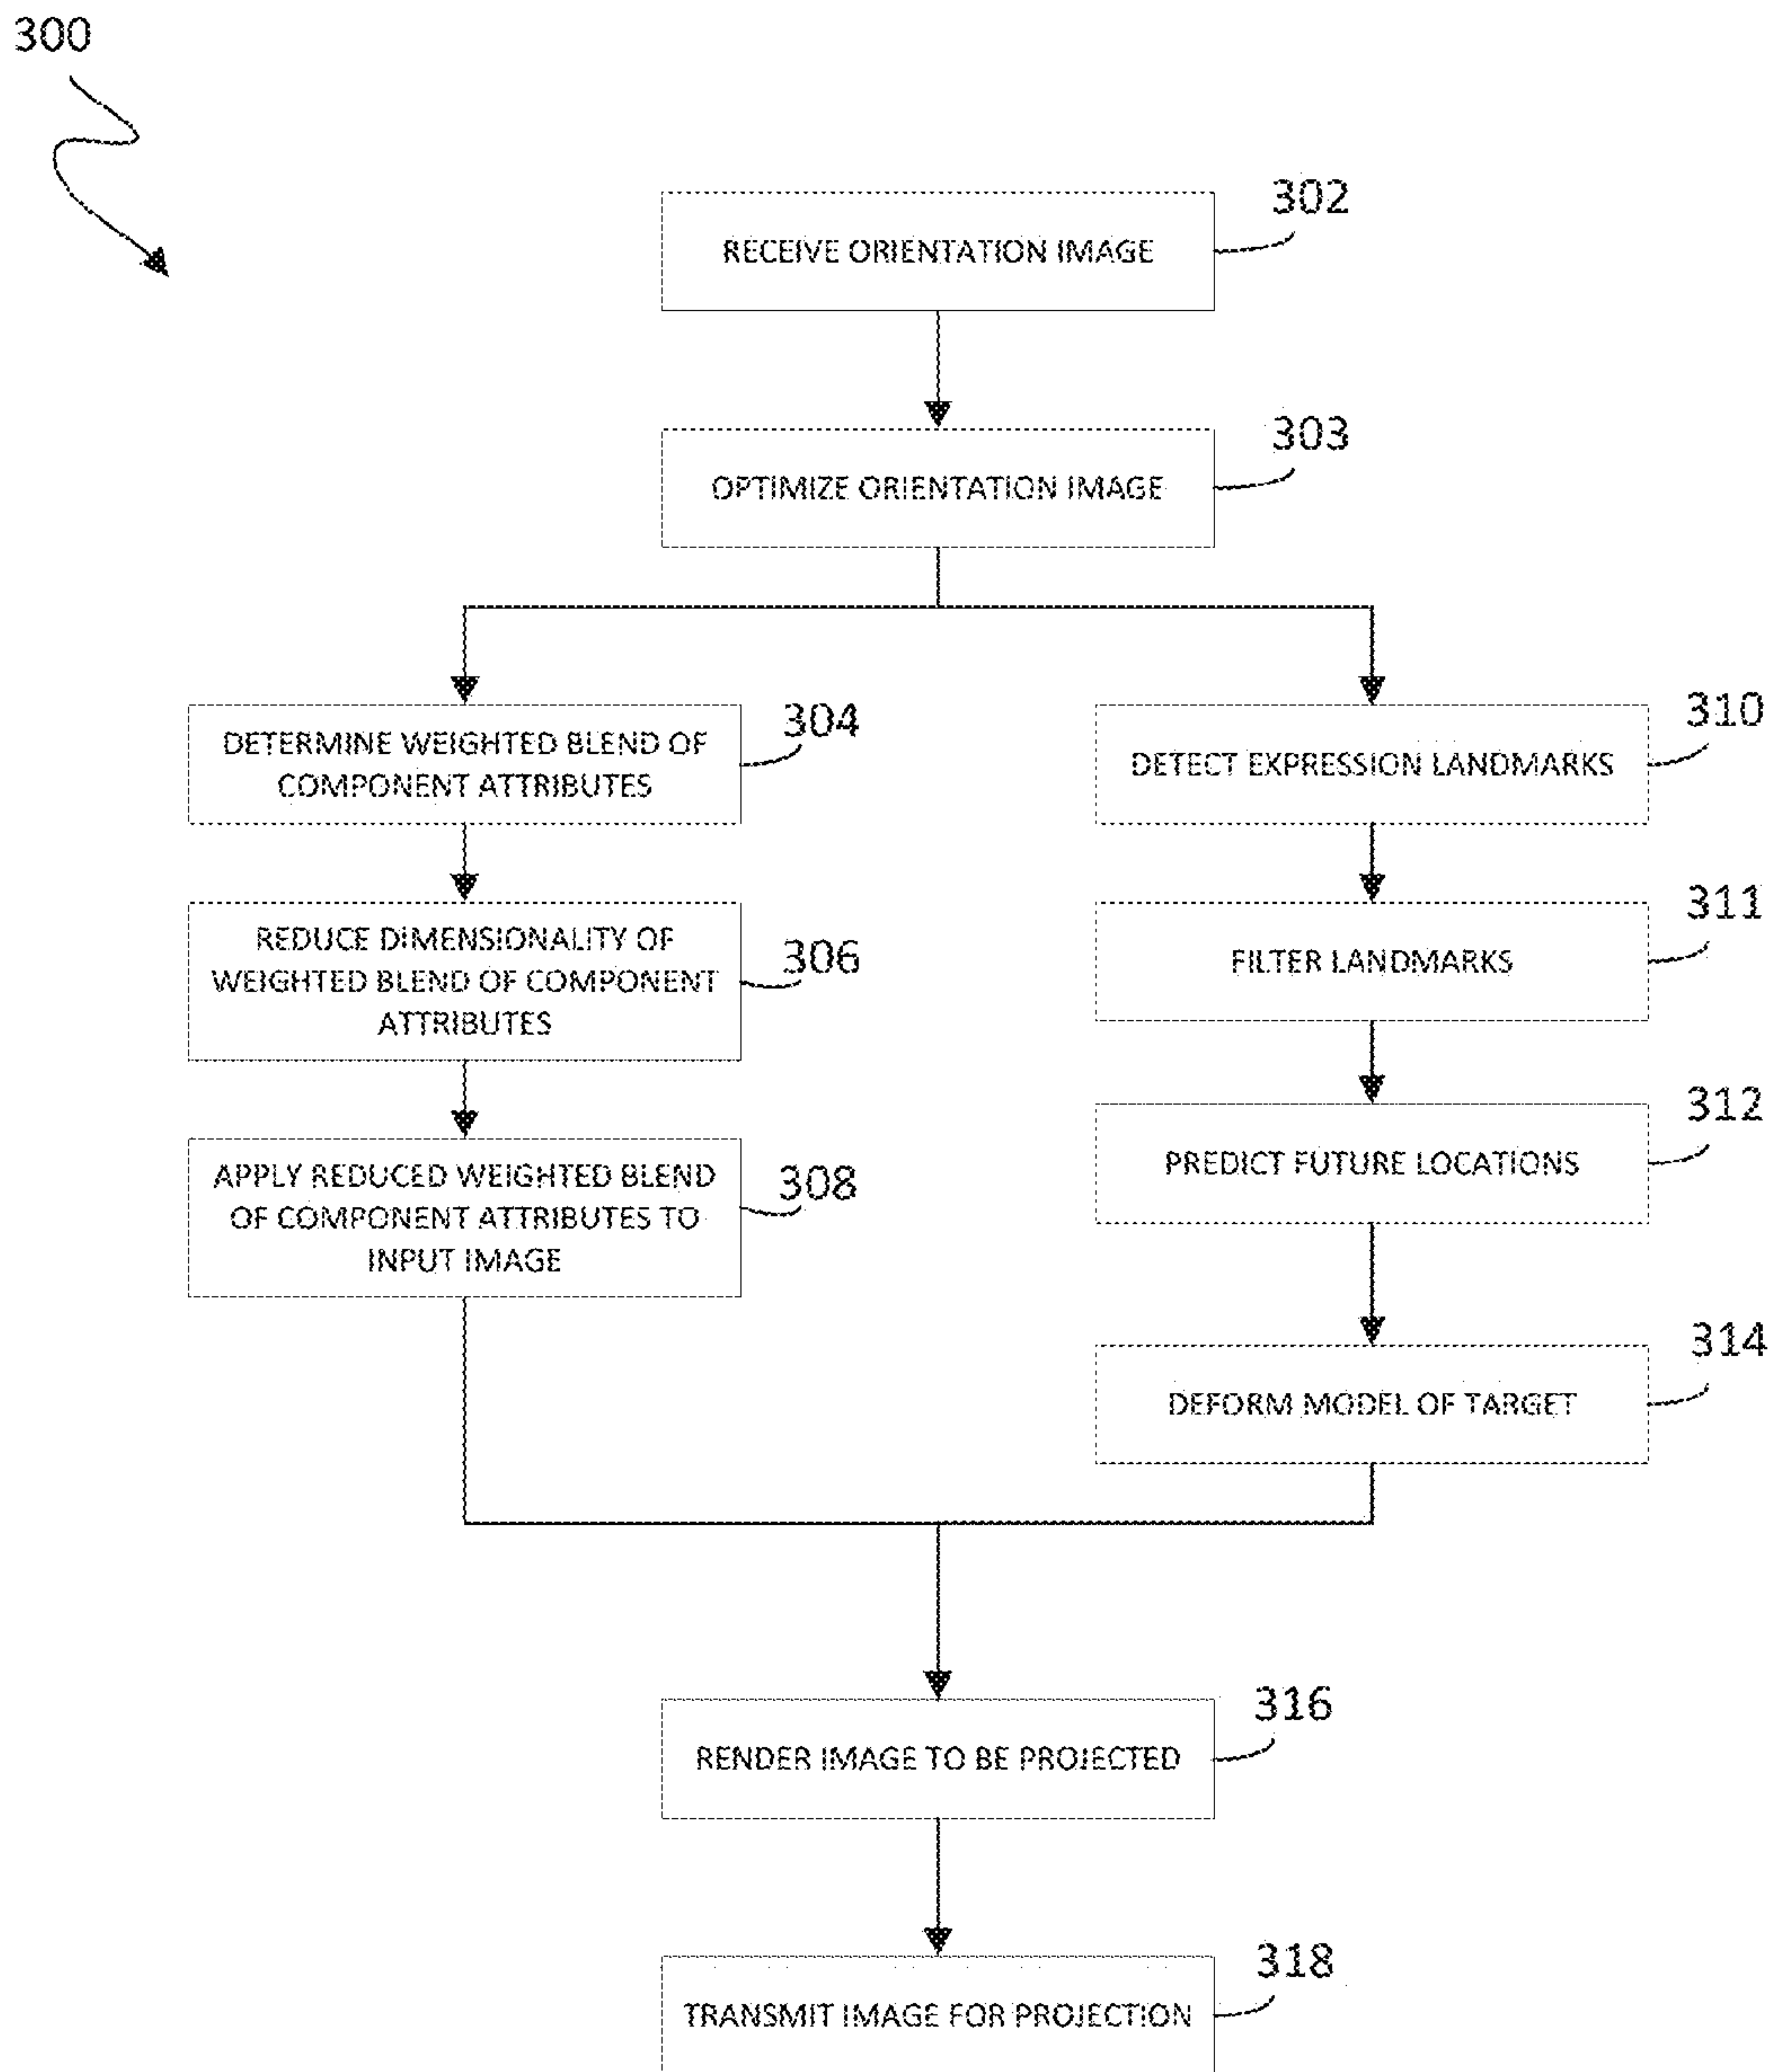 300
302
RECEIVE ORIENTATION IMAGE
303
OPTIMIZE ORIENTATION IMAGE
304
DETERMINE WEIGHTED BLEND OF
COMPONENT ATTRIBUTES
306
REDUCE DIMENSIONALITY OF
WEIGHTED BLEND OF COMPONENT
ATTRIBUTES
308
APPLY REDUCED WEIGHTED BLEND
OF COMPONENT ATTRIBUTES TO
INPUT IMAGE
310
DETECT EXPRESSION LANDMARKS
311
FILTER LANDMARKS
312
PREDICT FUTURE LOCATIONS
314
DEFORM MODEL OF TARGET
316
RENDER IMAGE TO BE PROJECTED
318
TRANSMIT IMAGE FOR PROJECTION